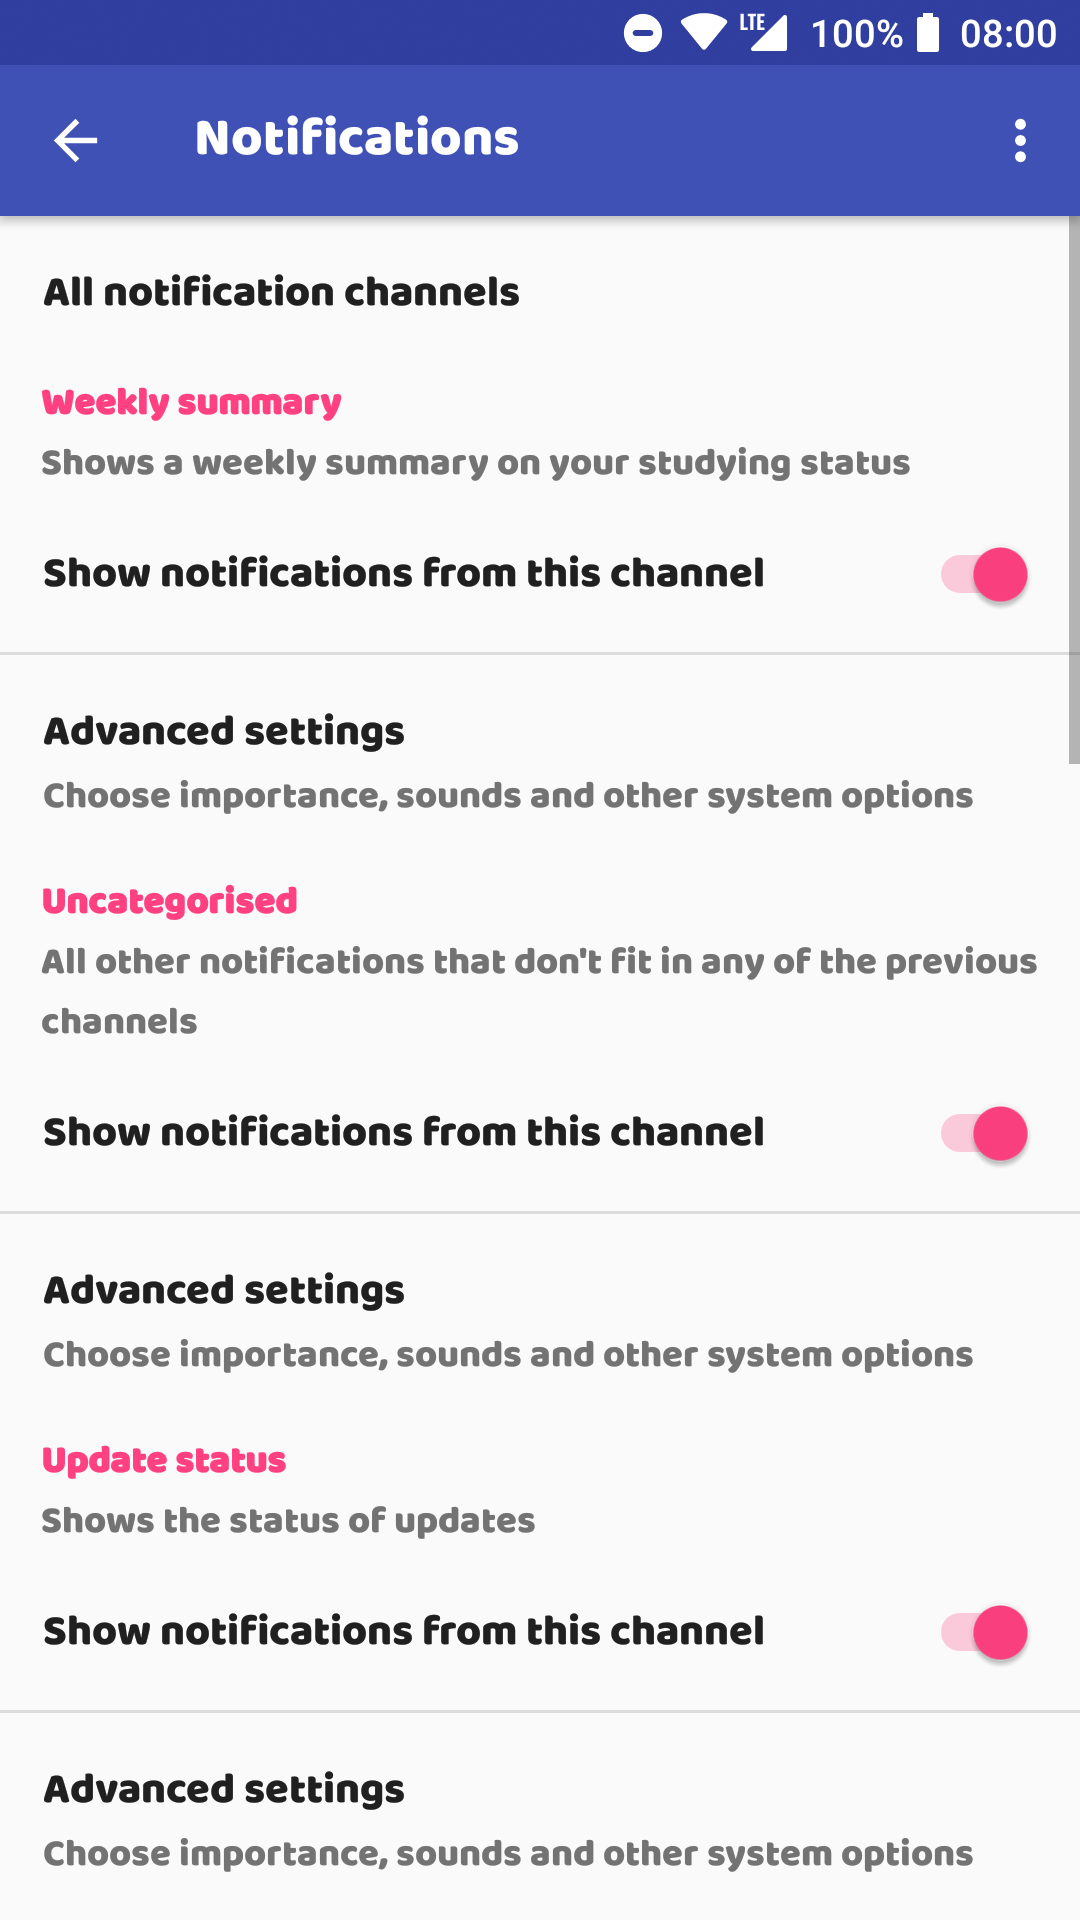 LTE 100% 08:00
Notifications
All notification channels
Weekly summary
Shows a weekly summary on your studying status
Show notifications from this channel
Advanced settings
Choose importance, sounds and other system options
Uncategorised
All other notifications that don't fit in any of the previous
channels
Show notifications from this channel
Advanced settings
Choose importance, sounds and other system options
Update status
Shows the status of updates
Show notifications from this channel
Advanced settings
Choose importance, sounds and other system options